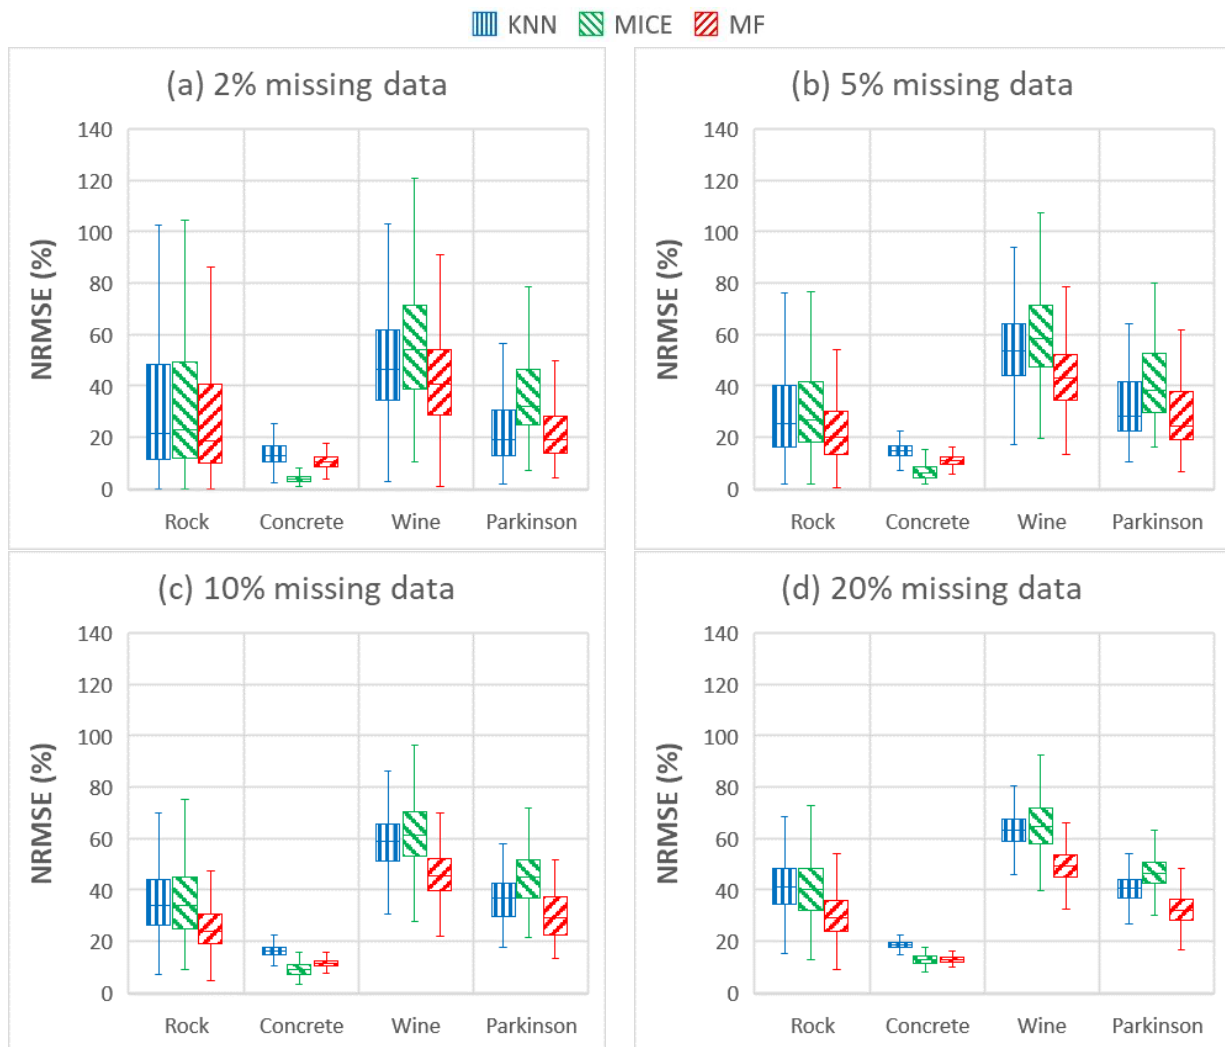 KNN MICE MF
(a) 2% missing data
140
120
100
80
60
40
20
0
NRMSE (%)
Rock Concrete Wine Parkinson
(b) 5% missing data
140
120
100
80
60
40
20
0
NRMSE (%)
Rock Concrete Wine Parkinson
(c) 10% missing data
140
120
100
80
60
40
20
0
NRMSE (%)
Rock Concrete Wine Parkinson
(d) 20% missing data
140
120
100
80
60
40
20
0
NRMSE (%)
Rock Concrete Wine Parkinson